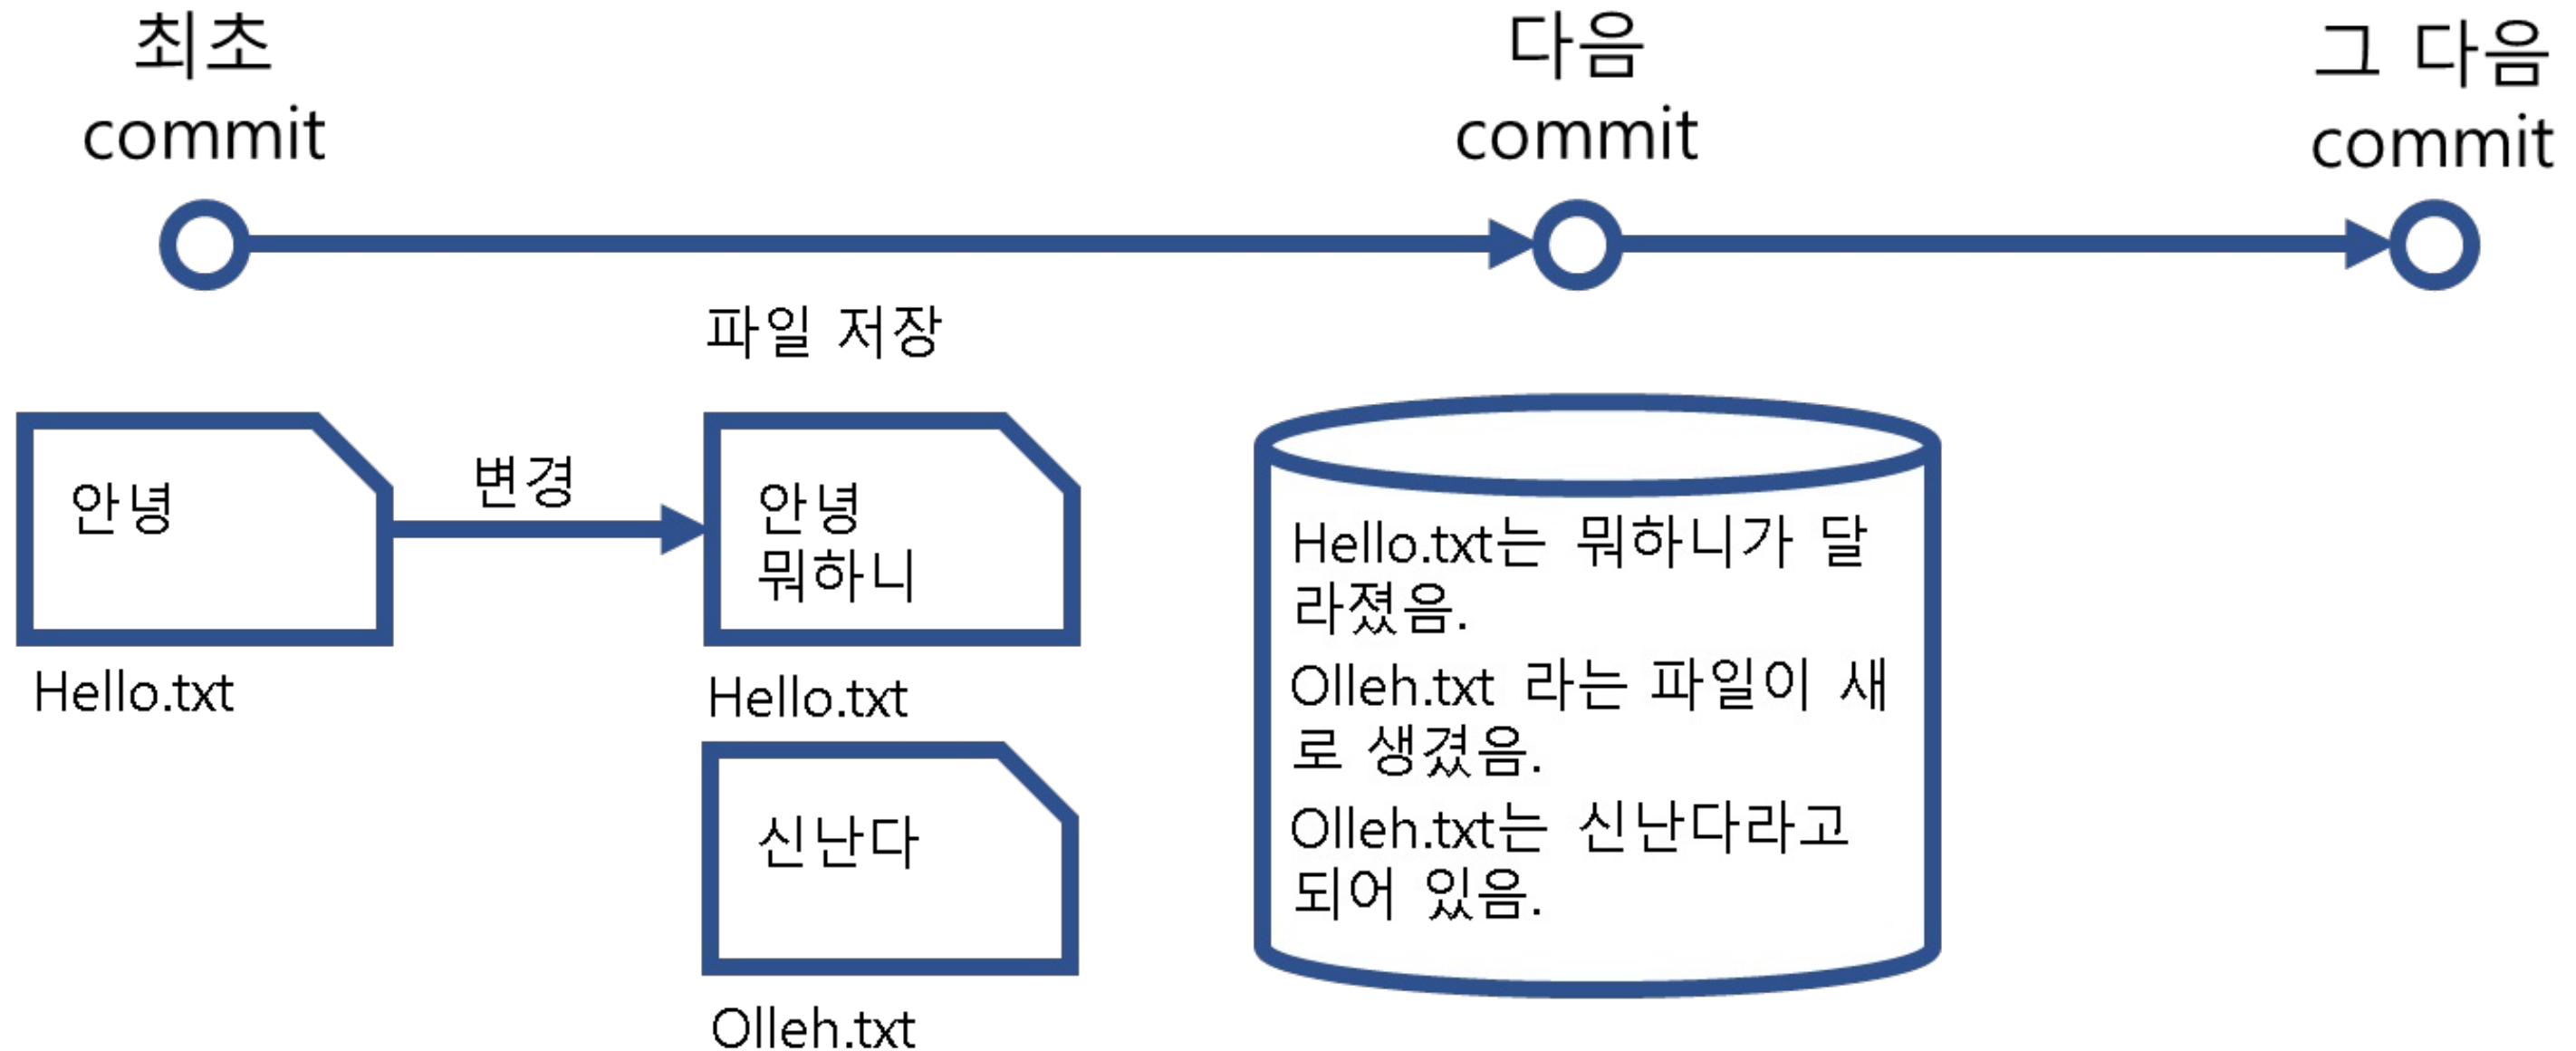 최초
commit
다음
commit
그 다음
commit
파일 저장
안녕
변경
안녕
뭐하니
Hello.txt
Hello.txt
신난다
Olleh.txt
Hello.txt는 뭐하니가 달
라졌음.
Olleh.txt 라는 파일이 새
로 생겼음.
Olleh.txt는 신난다라고
되어 있음.